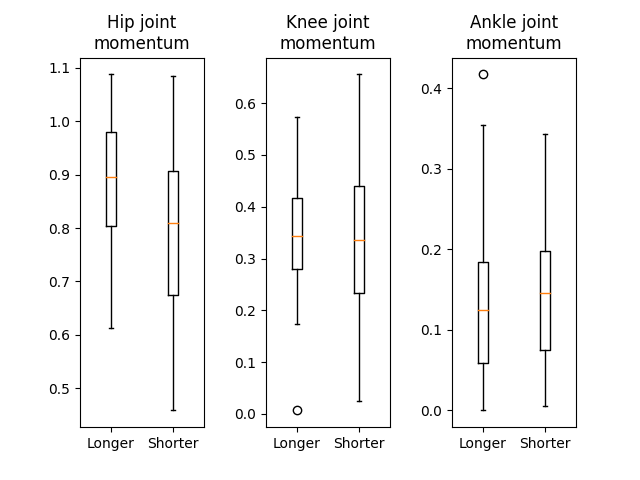 Hip joint
momentum
Knee joint
momentum
Ankle joint
momentum
1.1
1.0
0.9
0.8
0.7
0.6
0.5
Longer Shorter
0.6
0.5
0.4
0.3
0.2
0.1
0.0
Longer Shorter
0.4
0.3
0.2
0.1
0.0
Longer Shorter